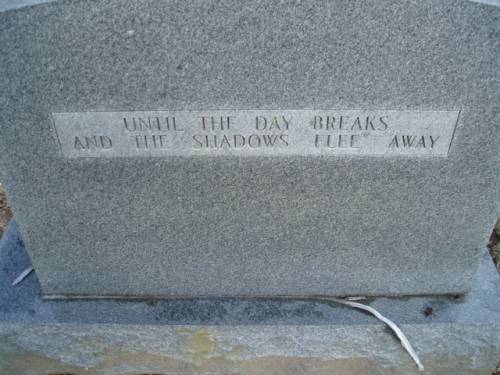 UNTIL THE DAY BREAKS
AND THE SHADOWS FLEE AWAY